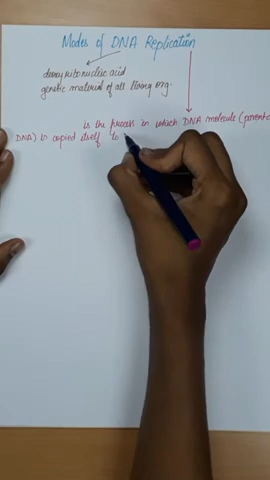 Modes of DNA Replication
deoxyribonucleic acid
genetic material of all living org.
is the process in which DNA molecule (parental
DNA) is copied itself to